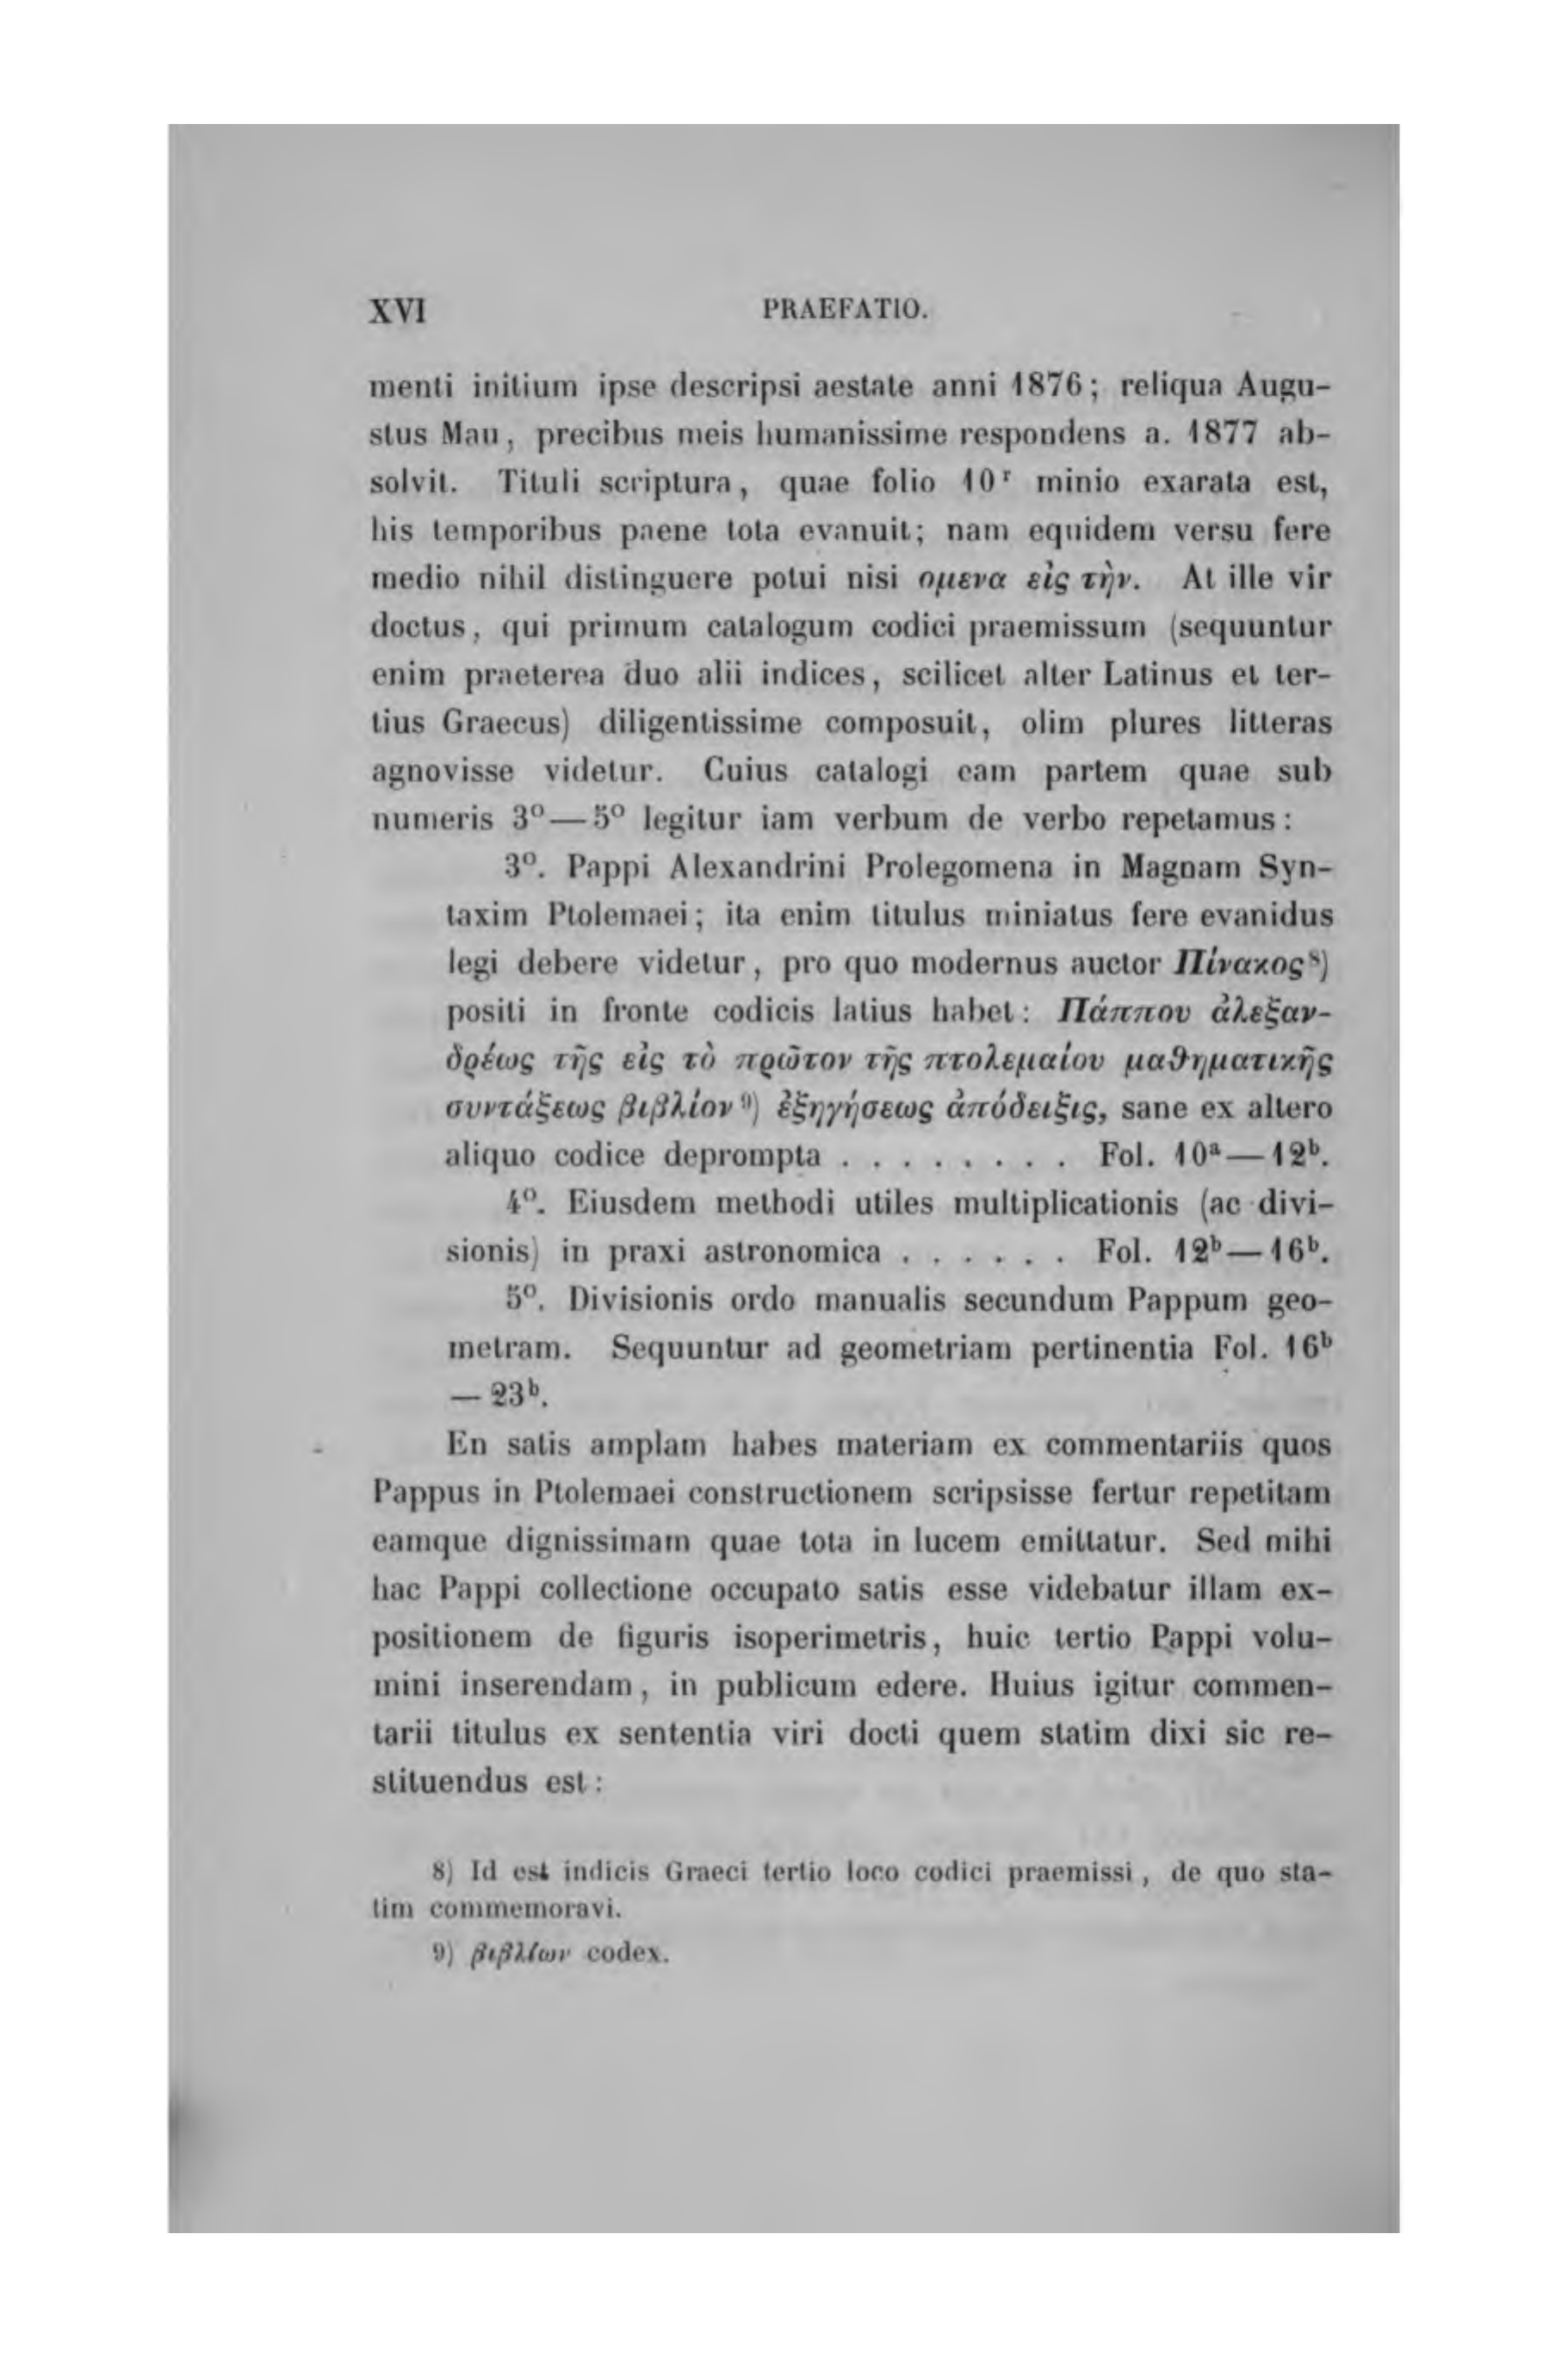 XVI PRAEFATIO.
menti initium ipse descripsi aestate anni 1876; reliqua Augu-
stus Mau, precibus meis humanissime respondens a. 1877 ab-
solvit. Tituli scriptura, quae folio 10ʳ minio exarata est,
his temporibus paene tota evanuit; nam equidem versu fere
medio nihil distinguere potui nisi ομενα εἰς τὴν. At ille vir
doctus, qui primum catalogum codici praemissum (sequuntur
enim praeterea duo alii indices, scilicet alter Latinus et ter-
tius Graecus) diligentissime composuit, olim plures litteras
agnovisse videtur. Cuius catalogi eam partem quae sub
numeris 3⁰—5⁰ legitur iam verbum de verbo repetamus:
3⁰. Pappi Alexandrini Prolegomena in Magnam Syn-
taxim Ptolemaei; ita enim titulus miniatus fere evanidus
legi debere videtur, pro quo modernus auctor Πίνακος⁸)
positi in fronte codicis latius habet: Πάππου ἀλεξαν-
δρέως τῆς εἰς τὸ πρῶτον τῆς πτολεμαίου μαθηματικῆς
συντάξεως βιβλίον⁹) ἐξηγήσεως ἀπόδειξις, sane ex altero
aliquo codice deprompta . . . . . . . . Fol. 10ᵃ—12ᵇ.
4⁰. Eiusdem methodi utiles multiplicationis (ac divi-
sionis) in praxi astronomica . . . . . . Fol. 12ᵇ—16ᵇ.
5⁰. Divisionis ordo manualis secundum Pappum geo-
metram. Sequuntur ad geometriam pertinentia Fol. 16ᵇ
—23ᵇ.
En satis amplam habes materiam ex commentariis quos
Pappus in Ptolemaei constructionem scripsisse fertur repetitam
eamque dignissimam quae tota in lucem emittatur. Sed mihi
hac Pappi collectione occupato satis esse videbatur illam ex-
positionem de figuris isoperimetris, huic tertio Pappi volu-
mini inserendam, in publicum edere. Huius igitur commen-
tarii titulus ex sententia viri docti quem statim dixi sic re-
stituendus est:
8) Id est indicis Graeci tertio loco codici praemissi, de quo sta-
tim commemoravi.
9) βιβλίων codex.